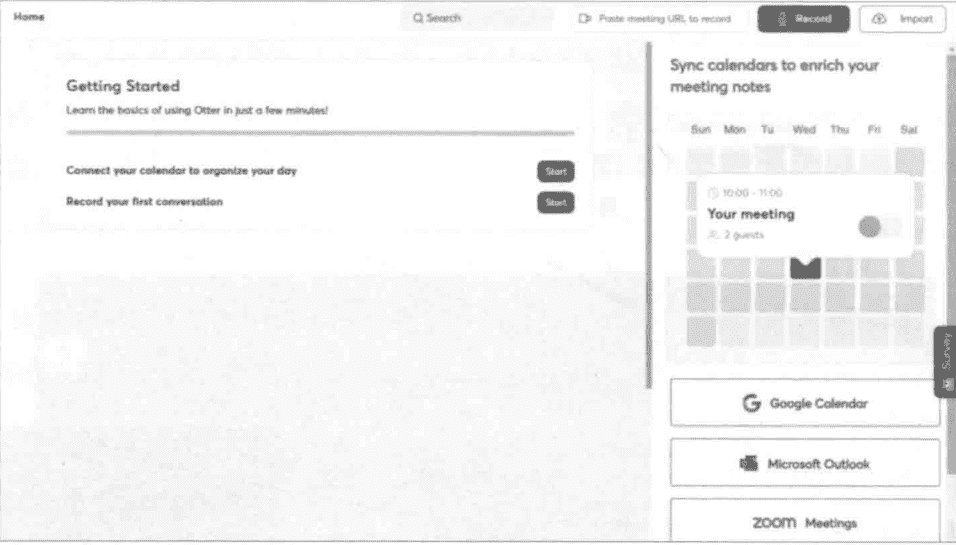 Home
Search
Paste meeting URL to record
Record
Import
Getting Started
Learn the basics of using Otter in just a few minutes!
Connect your calendar to organize your day
Start
Record your first conversation
Start
Sync calendars to enrich your
meeting notes
Sun Mon Tu Wed Thu Fri Sat
10:00 - 11:00
Your meeting
2 guests
Survey
Google Calendar
Microsoft Outlook
zoom Meetings